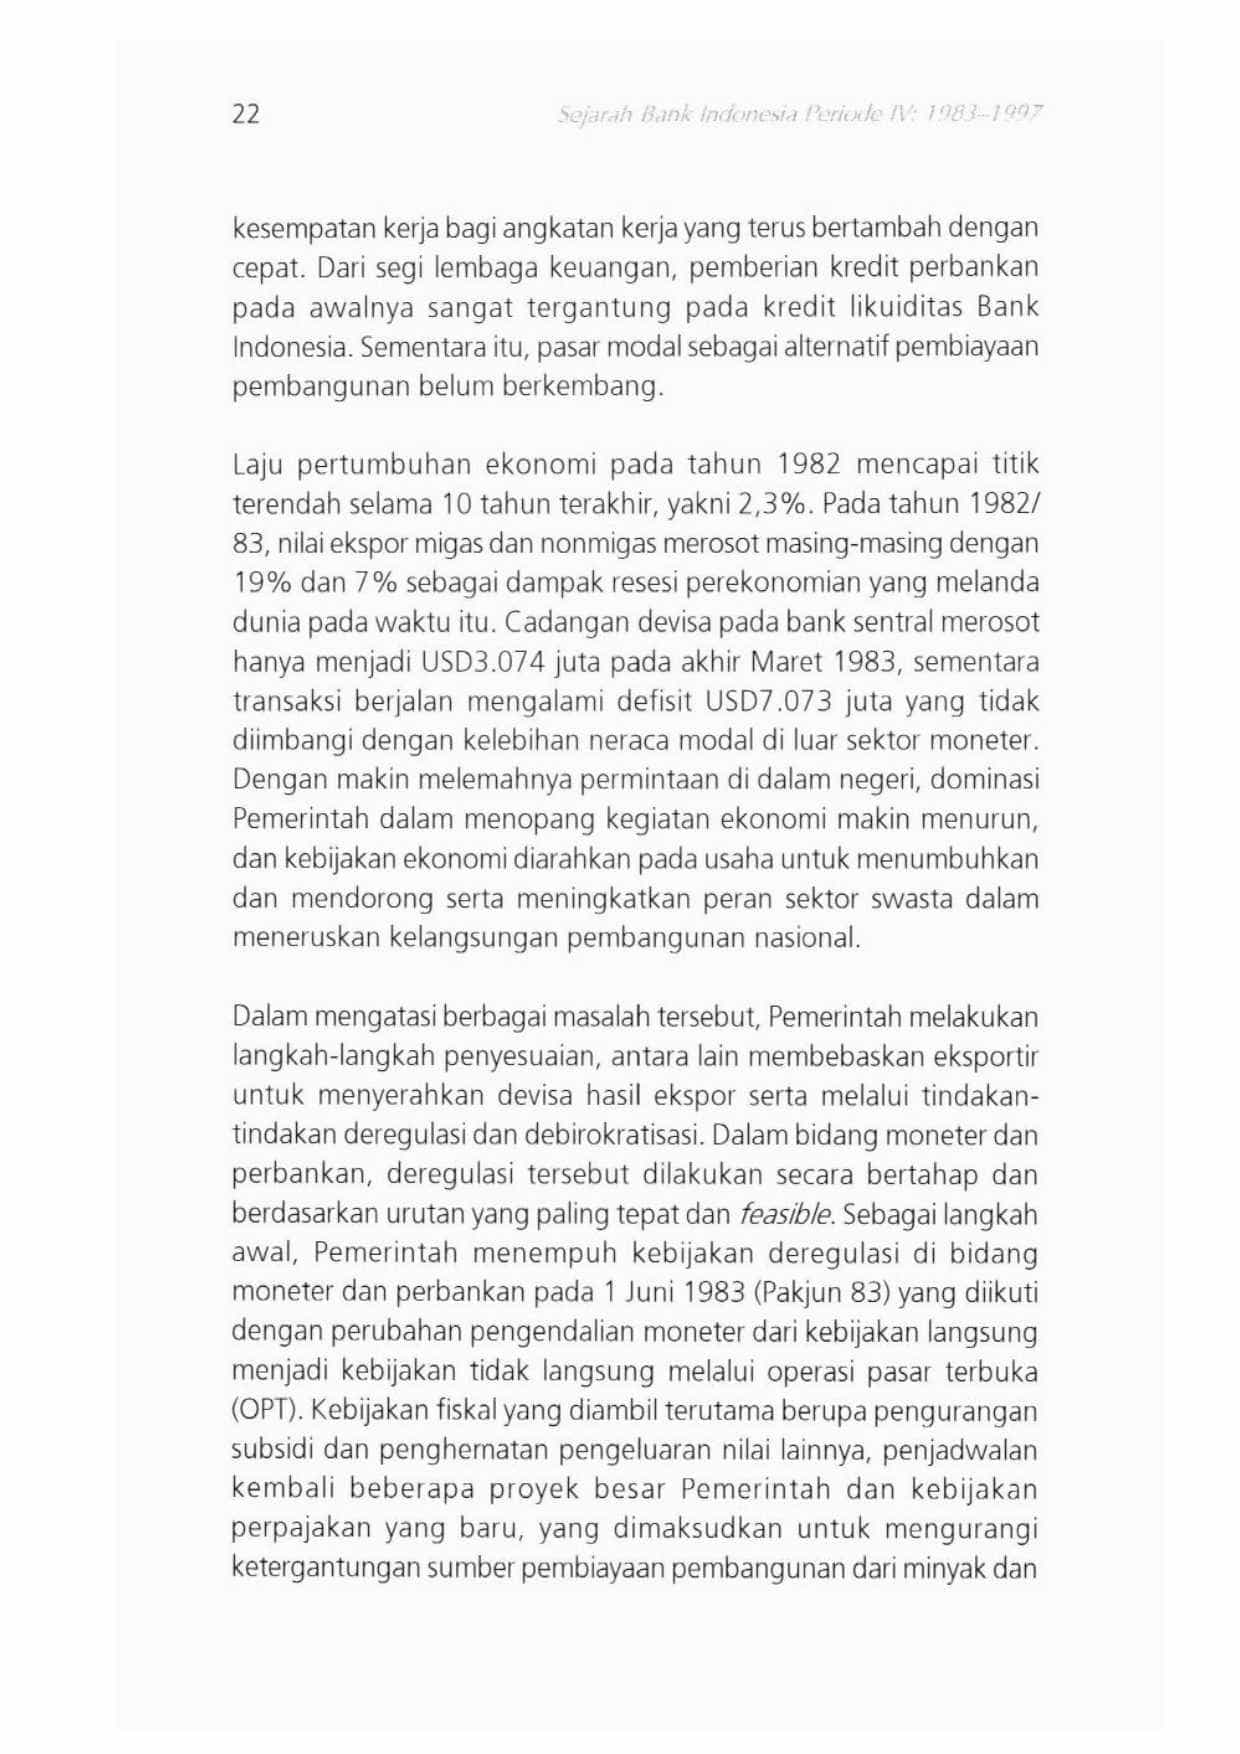 22
Sejarah Bank Indonesia Periode IV: 1983–1997
kesempatan kerja bagi angkatan kerja yang terus bertambah dengan
cepat. Dari segi lembaga keuangan, pemberian kredit perbankan
pada awalnya sangat tergantung pada kredit likuiditas Bank
Indonesia. Sementara itu, pasar modal sebagai alternatif pembiayaan
pembangunan belum berkembang.
Laju pertumbuhan ekonomi pada tahun 1982 mencapai titik
terendah selama 10 tahun terakhir, yakni 2,3%. Pada tahun 1982/
83, nilai ekspor migas dan nonmigas merosot masing-masing dengan
19% dan 7% sebagai dampak resesi perekonomian yang melanda
dunia pada waktu itu. Cadangan devisa pada bank sentral merosot
hanya menjadi USD3.074 juta pada akhir Maret 1983, sementara
transaksi berjalan mengalami defisit USD7.073 juta yang tidak
diimbangi dengan kelebihan neraca modal di luar sektor moneter.
Dengan makin melemahnya permintaan di dalam negeri, dominasi
Pemerintah dalam menopang kegiatan ekonomi makin menurun,
dan kebijakan ekonomi diarahkan pada usaha untuk menumbuhkan
dan mendorong serta meningkatkan peran sektor swasta dalam
meneruskan kelangsungan pembangunan nasional.
Dalam mengatasi berbagai masalah tersebut, Pemerintah melakukan
langkah-langkah penyesuaian, antara lain membebaskan eksportir
untuk menyerahkan devisa hasil ekspor serta melalui tindakan-
tindakan deregulasi dan debirokratisasi. Dalam bidang moneter dan
perbankan, deregulasi tersebut dilakukan secara bertahap dan
berdasarkan urutan yang paling tepat dan feasible. Sebagai langkah
awal, Pemerintah menempuh kebijakan deregulasi di bidang
moneter dan perbankan pada 1 Juni 1983 (Pakjun 83) yang diikuti
dengan perubahan pengendalian moneter dari kebijakan langsung
menjadi kebijakan tidak langsung melalui operasi pasar terbuka
(OPT). Kebijakan fiskal yang diambil terutama berupa pengurangan
subsidi dan penghematan pengeluaran nilai lainnya, penjadwalan
kembali beberapa proyek besar Pemerintah dan kebijakan
perpajakan yang baru, yang dimaksudkan untuk mengurangi
ketergantungan sumber pembiayaan pembangunan dari minyak dan